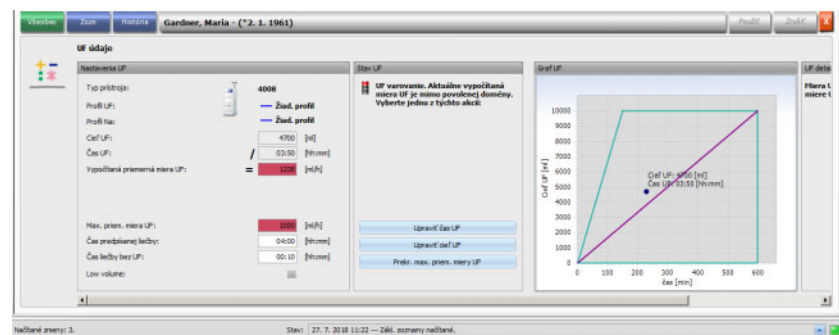 Všeobec Zozn História Gardner, Maria - (*2. 1. 1961) Použiť Zrušiť X
UF údaje
Nastavenia UF
Typ prístroja: 4008
Profil UF: Žiad. profil
Profil Na: Žiad. profil
Cieľ UF: 4700 [ml]
Čas UF: / 03:50 [hh:mm]
Vypočítaná priemerná miera UF: = 1226 [ml/h]
Max. priem. miera UF: 1000 [ml/h]
Čas predpísanej liečby: 04:00 [hh:mm]
Čas liečby bez UF: 00:10 [hh:mm]
Low volume:
Stav UF
UF varovanie. Aktuálne vypočítaná
miera UF je mimo povolenej domény.
Vyberte jednu z týchto akcií:
Upraviť čas UF
Upraviť cieľ UF
Prekr. max. priem. miery UF
Graf UF
Cieľ UF [ml]
10000
9000
8000
7000
6000
5000
4000
3000
2000
1000
0
Cieľ UF: 4700 [ml]
Čas UF: 03:50 [hh:mm]
0 100 200 300 400 500 600
čas [min]
UF deta
Miera U
miere U
Načítané zmeny: 3. Stav: 27. 7. 2018 11:22 — Zákl. zoznamy načítané.